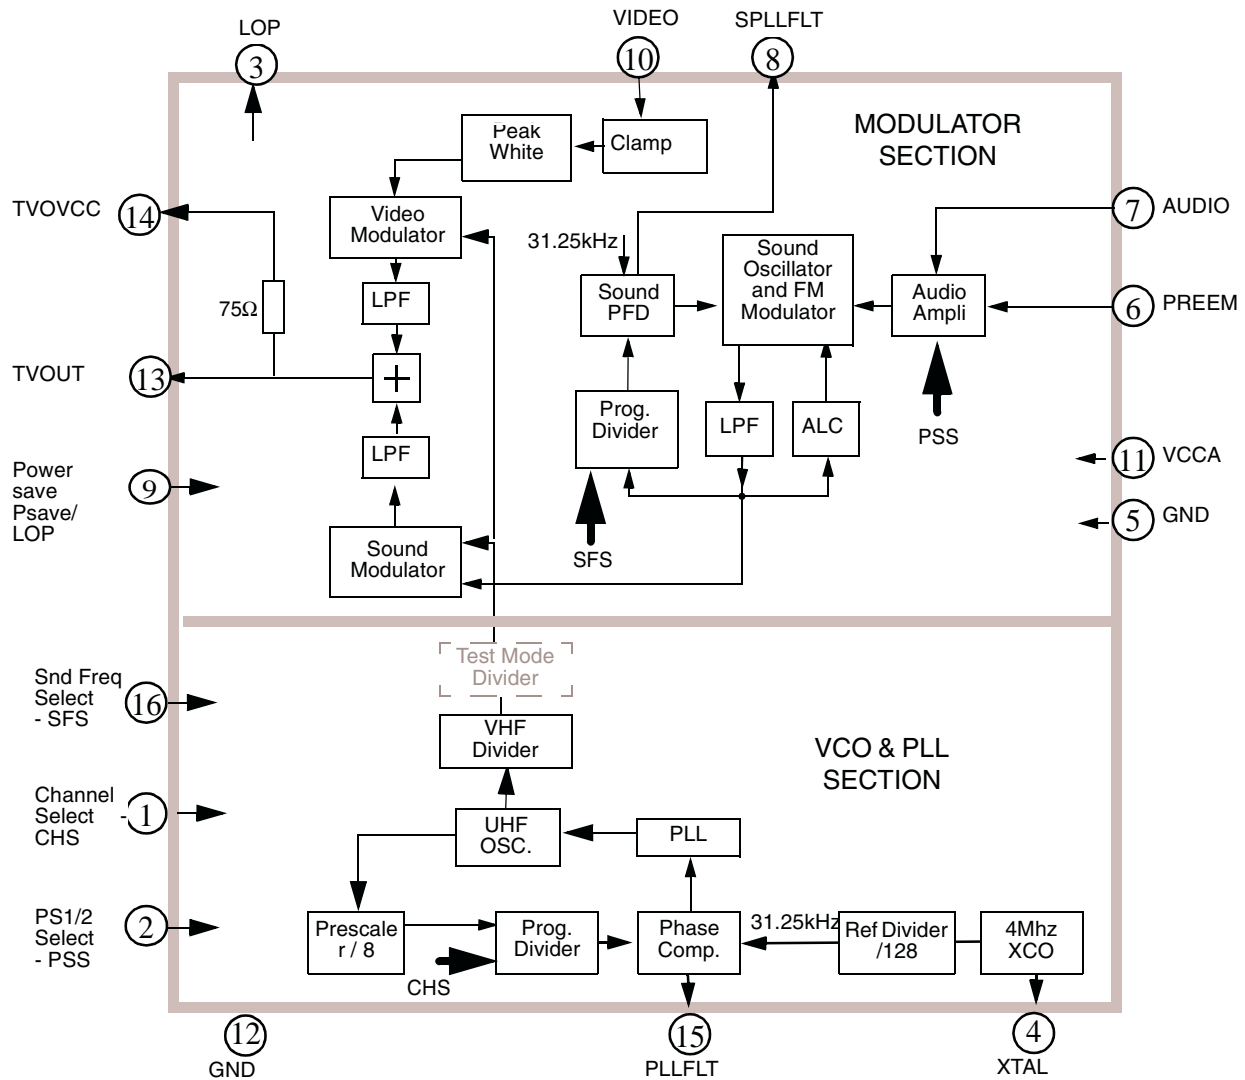 LOP
3
VIDEO
10
SPLLFLT
8
MODULATOR
SECTION
Peak
White
Clamp
TVOVCC
14
Video
Modulator
31.25kHz
Sound
Oscillator
and FM
Modulator
7
AUDIO
75Ω
LPF
Sound
PFD
Audio
Ampli
6
PREEM
TVOUT
13
+
Prog.
Divider
LPF
ALC
PSS
LPF
11
VCCA
Power
save
Psave/
LOP
9
5
GND
SFS
Sound
Modulator
Test Mode
Divider
Snd Freq
Select
- SFS
16
VHF
Divider
VCO & PLL
SECTION
Channel
Select -
CHS
1
UHF
OSC.
PLL
PS1/2
Select
- PSS
2
Prescale
r / 8
Prog.
Divider
CHS
Phase
Comp.
31.25kHz
Ref Divider
/128
4Mhz
XCO
12
GND
15
PLLFLT
4
XTAL